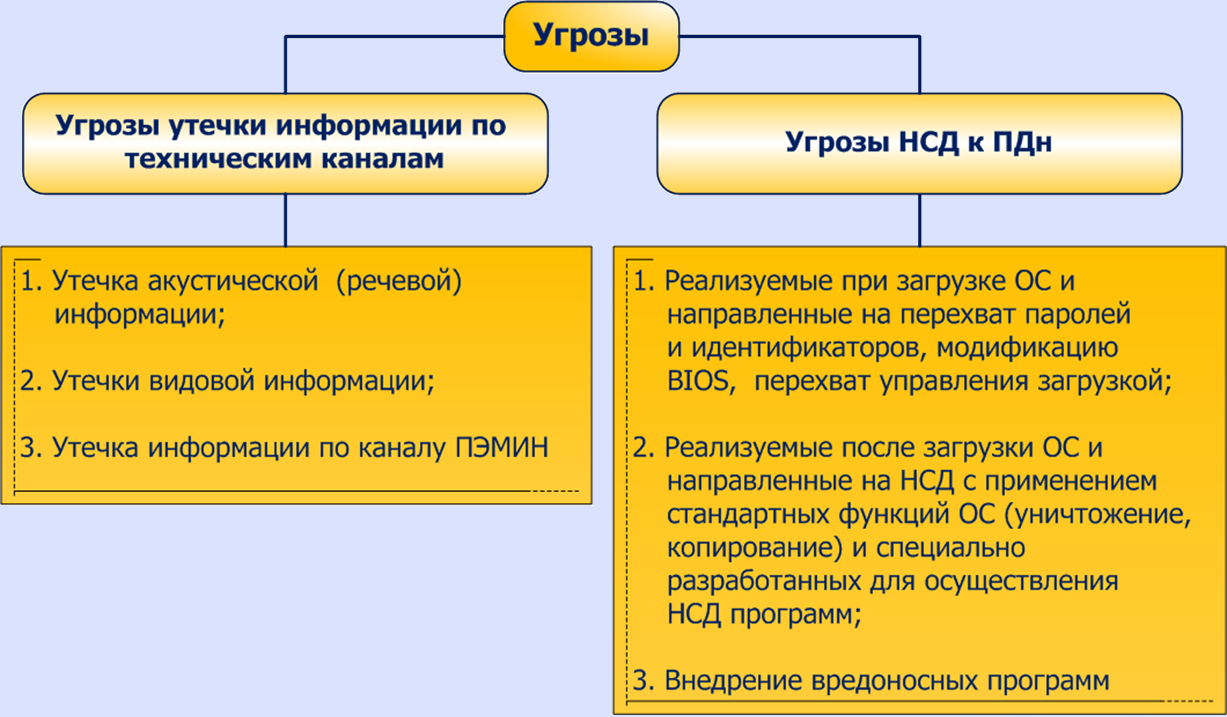 Угрозы
Угрозы утечки информации по
техническим каналам
1. Утечка акустической (речевой)
информации;
2. Утечки видовой информации;
3. Утечка информации по каналу ПЭМИН
Угрозы НСД к ПДн
1. Реализуемые при загрузке ОС и
направленные на перехват паролей
и идентификаторов, модификацию
BIOS, перехват управления загрузкой;
2. Реализуемые после загрузки ОС и
направленные на НСД с применением
стандартных функций ОС (уничтожение,
копирование) и специально
разработанных для осуществления
НСД программ;
3. Внедрение вредоносных программ